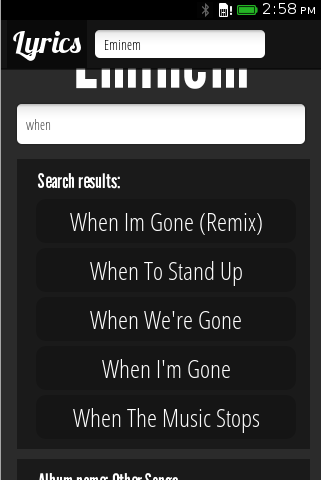 2:58 PM
Lyrics
Eminem
Eminem
when
Search results:
When Im Gone (Remix)
When To Stand Up
When We're Gone
When I'm Gone
When The Music Stops
Album name: Other Songs